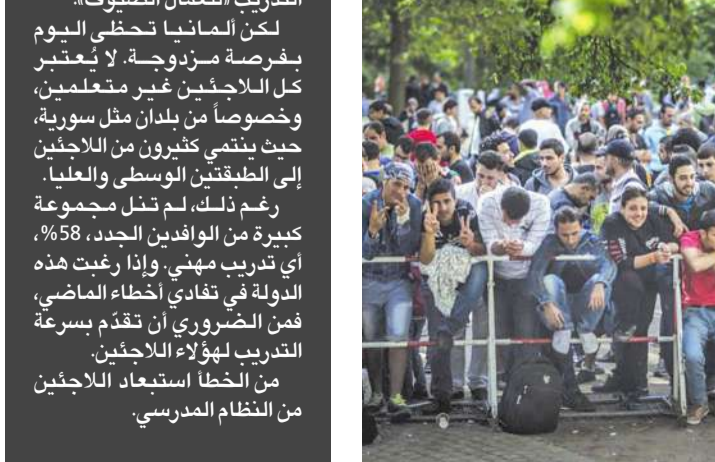 التدريب «للعمال الضيوف».
لكن ألمانيا تحظى اليوم
بفرصة مزدوجة. لا يُعتبر
كل اللاجئين غير متعلمين،
وخصوصاً من بلدان مثل سورية،
حيث ينتمي كثيرون من اللاجئين
إلى الطبقتين الوسطى والعليا.
رغم ذلك، لم تنل مجموعة
كبيرة من الوافدين الجدد، 58%،
أي تدريب مهني. وإذا رغبت هذه
الدولة في تفادي أخطاء الماضي،
فمن الضروري أن تقدّم بسرعة
التدريب لهؤلاء اللاجئين.
من الخطأ استبعاد اللاجئين
من النظام المدرسي.